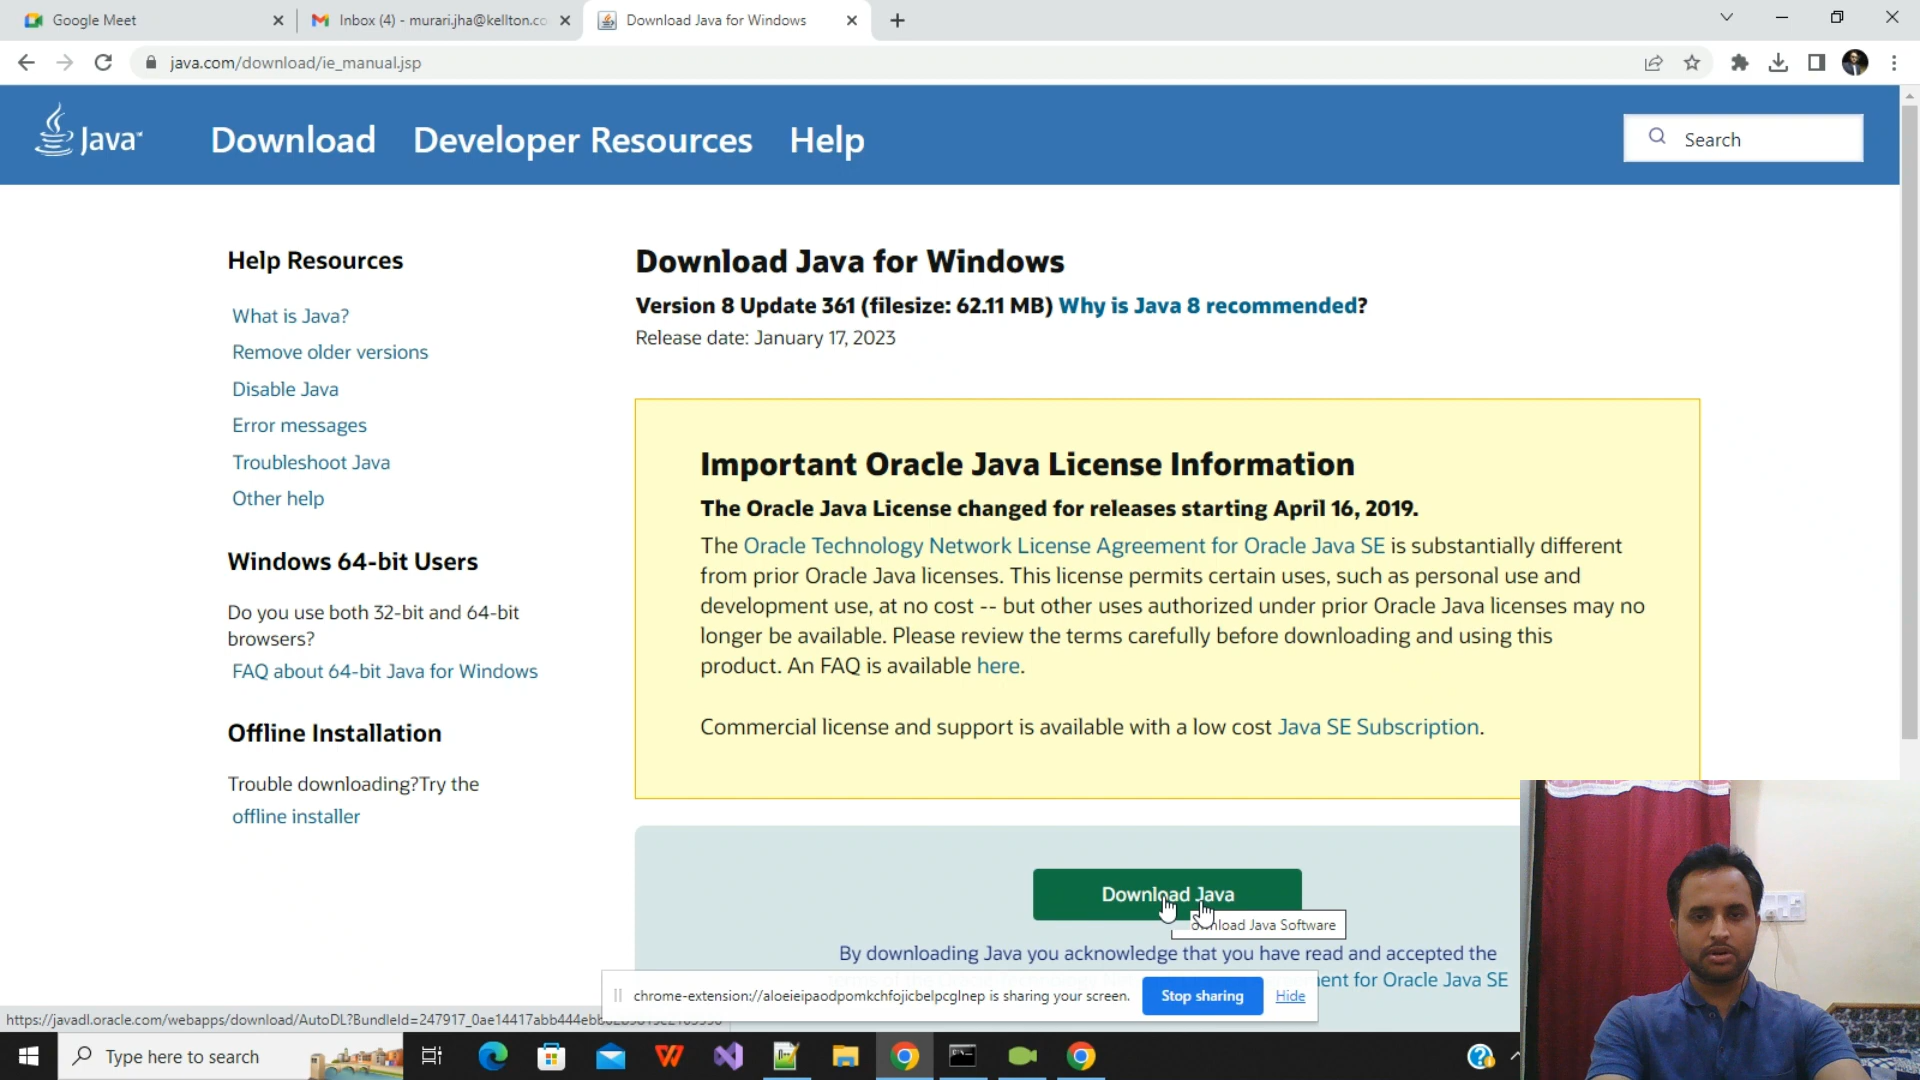 Google Meet
Inbox (4) - murari.jha@kellton.co
Download Java for Windows
java.com/download/ie_manual.jsp
Java
Download
Developer Resources
Help
Search
Help Resources
What is Java?
Remove older versions
Disable Java
Error messages
Troubleshoot Java
Other help
Windows 64-bit Users
Do you use both 32-bit and 64-bit
browsers?
FAQ about 64-bit Java for Windows
Offline Installation
Trouble downloading?Try the
offline installer
Download Java for Windows
Version 8 Update 361 (filesize: 62.11 MB) Why is Java 8 recommended?
Release date: January 17, 2023
Important Oracle Java License Information
The Oracle Java License changed for releases starting April 16, 2019.
The Oracle Technology Network License Agreement for Oracle Java SE is substantially different
from prior Oracle Java licenses. This license permits certain uses, such as personal use and
development use, at no cost -- but other uses authorized under prior Oracle Java licenses may no
longer be available. Please review the terms carefully before downloading and using this
product. An FAQ is available here.
Commercial license and support is available with a low cost Java SE Subscription.
Download Java
Java Software
By downloading Java you acknowledge that you have read and accepted the
for Oracle Java SE
chrome-extension://aloeieipaodpomkchfojicbelpcglnep is sharing your screen.
Stop sharing
Hide
Type here to search